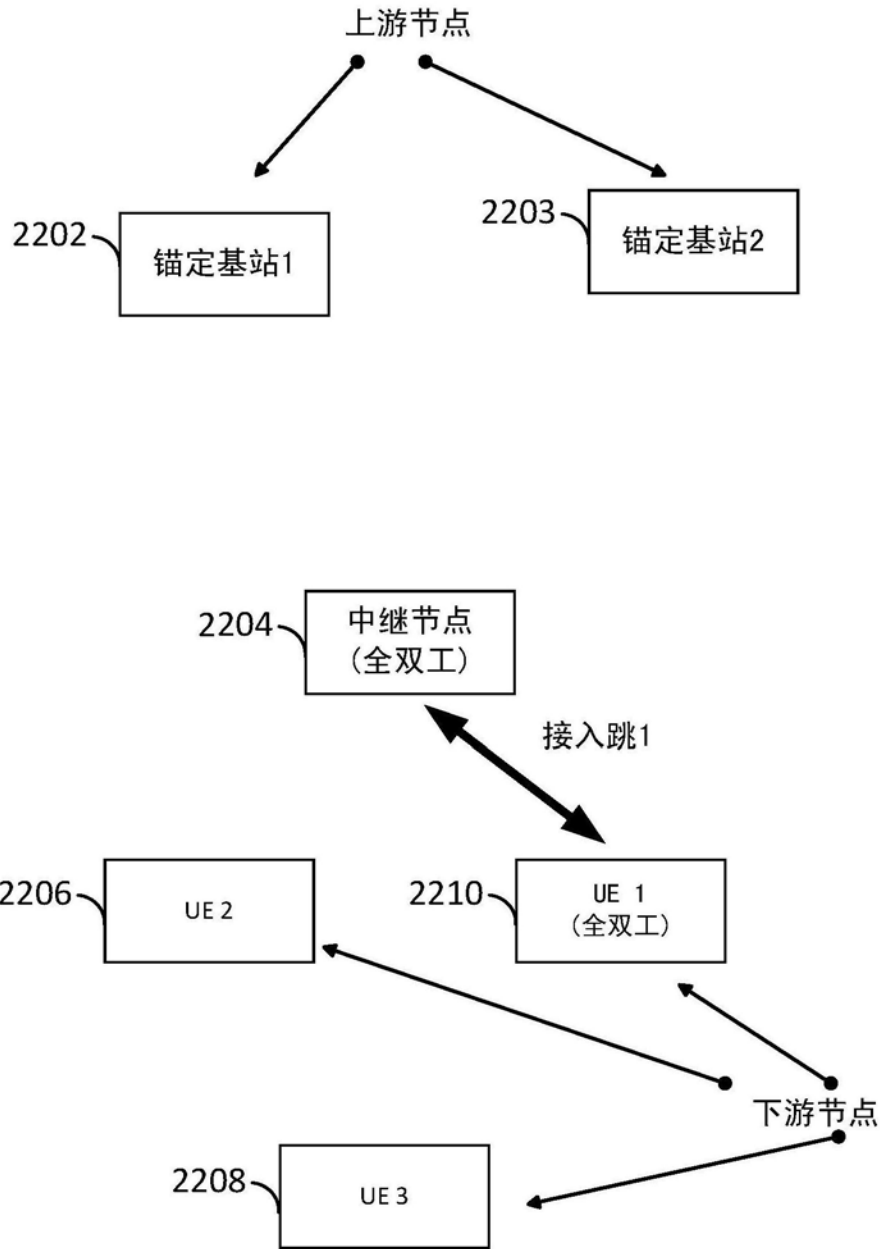 上游节点
2202
锚定基站1
2203
锚定基站2
2204
中继节点
(全双工)
接入跳1
2206
UE 2
2210
UE 1
(全双工)
下游节点
2208
UE 3